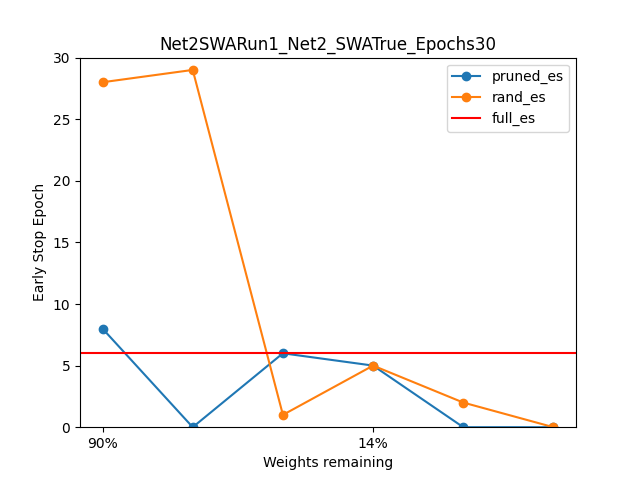 Net2SWARun1_Net2_SWATrue_Epochs30
pruned_es
rand_es
full_es
Early Stop Epoch
30
25
20
15
10
5
0
90%
14%
Weights remaining